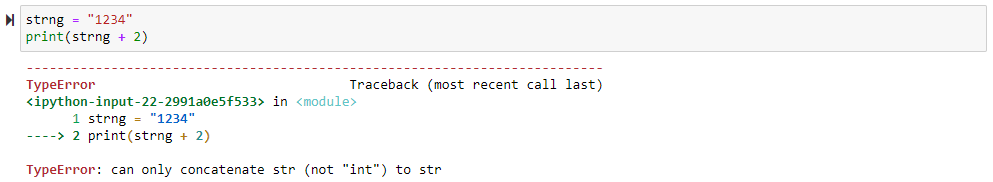 strng = "1234"
print(strng + 2)
---------------------------------------------------------------------------
TypeError                                 Traceback (most recent call last)
<ipython-input-22-2991a0e5f533> in <module>
      1 strng = "1234"
----> 2 print(strng + 2)
TypeError: can only concatenate str (not "int") to str